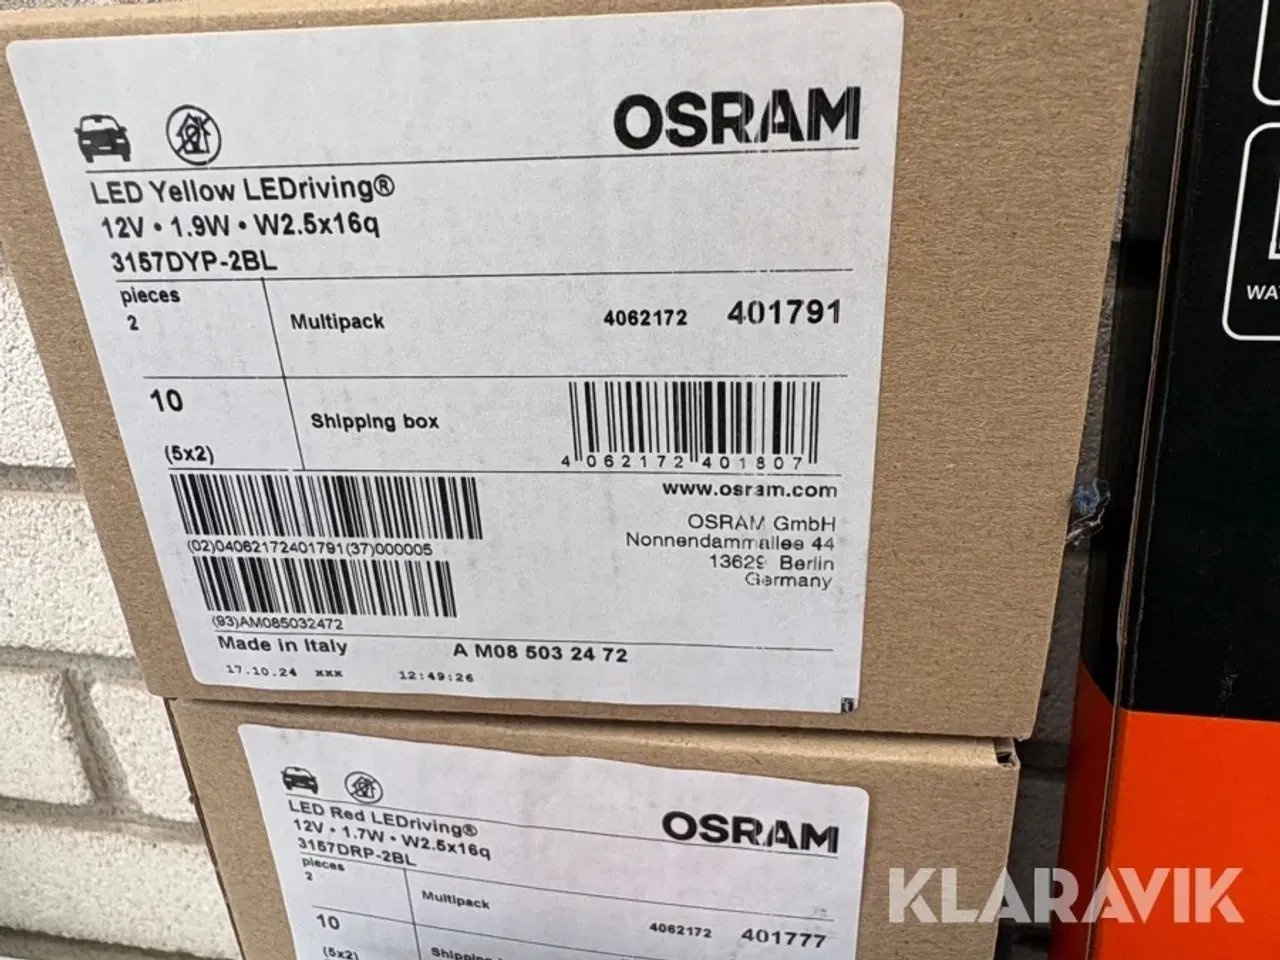 OSRAM
LED Yellow LEDriving®
12V • 1.9W • W2.5x16q
3157DYP-2BL
pieces
2
Multipack
4062172 401791
10
(5x2)
Shipping box
4 062172 401807
(02)04062172401791(37)000005
(93)AM085032472
www.osram.com
OSRAM GmbH
Nonnendammallee 44
13629 Berlin
Germany
Made in Italy
A M08 503 24 72
17.10.24 xxx 12:49:26
OSRAM
LED Red LEDriving®
12V • 1.7W • W2.5x16q
3157DRP-2BL
pieces
2
Multipack
4062172 401777
10
(5x2)
Shipping
KLARAVIK